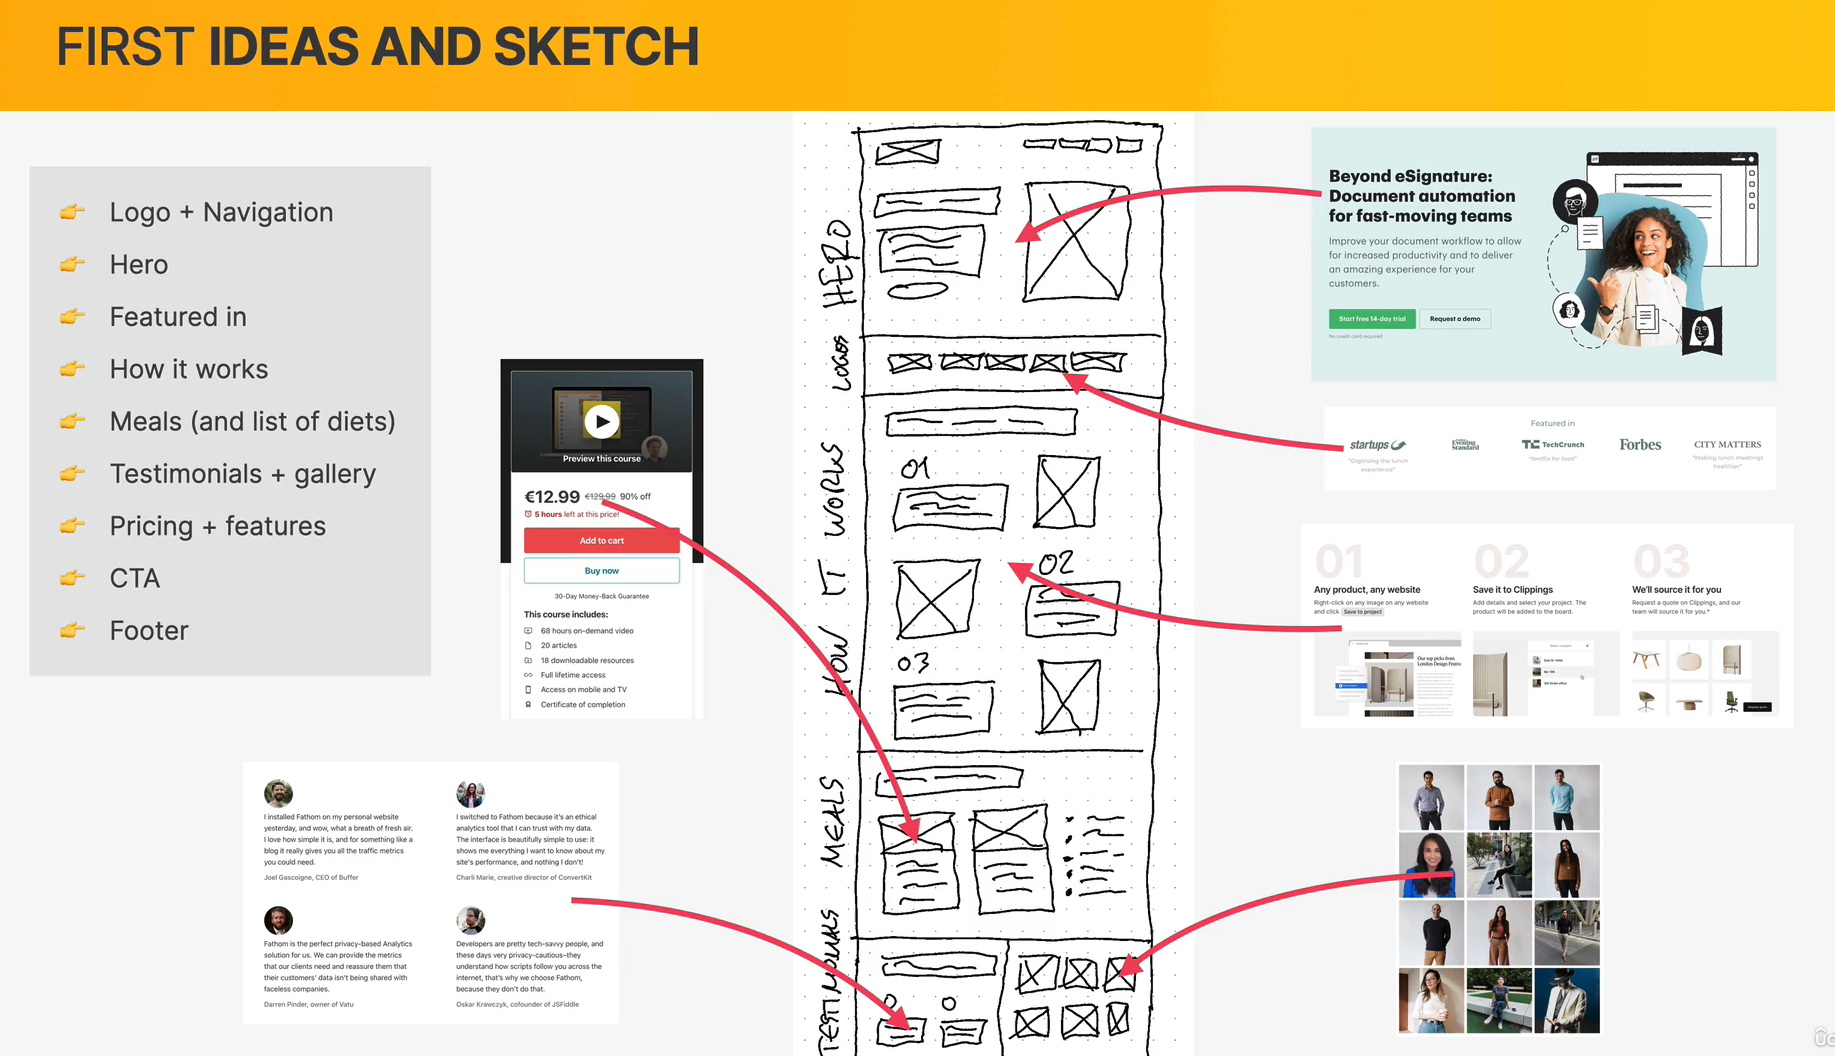 FIRST IDEAS AND SKETCH
👉 Logo + Navigation
👉 Hero
👉 Featured in
👉 How it works
👉 Meals (and list of diets)
👉 Testimonials + gallery
👉 Pricing + features
👉 CTA
👉 Footer
Preview this course
€12.99 €129.99 90% off
5 hours left at this price!
Add to cart
Buy now
30-Day Money-Back Guarantee
This course includes:
68 hours on-demand video
20 articles
18 downloadable resources
Full lifetime access
Access on mobile and TV
Certificate of completion
I installed Fathom on my personal website
yesterday, and wow, what a breath of fresh air.
I love how simple it is, and for something like a
blog it really gives you all the traffic metrics
you could need.
Joel Gascoigne, CEO of Buffer
I switched to Fathom because it's an ethical
analytics tool that I can trust with my data.
The interface is beautifully simple to use: it
shows me everything I want to know about my
site's performance, and nothing I don't!
Charli Marie, creative director of ConvertKit
Fathom is the perfect privacy-based Analytics
solution for us. We can provide the metrics
that our clients need and reassure them that
their customers' data isn't being shared with
faceless companies.
Darren Pinder, owner of Vatu
Developers are pretty tech-savvy people, and
these days very privacy-cautious–they
understand how scripts follow you across the
internet, that's why we choose Fathom,
because they don't do that.
Oskar Krawczyk, cofounder of JSFiddle
HERO
LOGOS
HOW IT WORKS
01
02
03
MEALS
TESTIMONIALS
Beyond eSignature:
Document automation
for fast-moving teams
Improve your document workflow to allow
for increased productivity and to deliver
an amazing experience for your
customers.
Start free 14-day trial
Request a demo
No credit card required
Featured in
startups
"Digitising the lunch
experience"
Evening
Standard
TechCrunch
"Netflix for food"
Forbes
CITY MATTERS
"Making lunch meetings
healthier"
01
Any product, any website
Right-click on any image on any website
and click Save to project
02
Save it to Clippings
Add details and select your project. The
product will be added to the board.
03
We'll source it for you
Request a quote on Clippings, and our
team will source it for you.*
Our top picks from
London Design Festiv